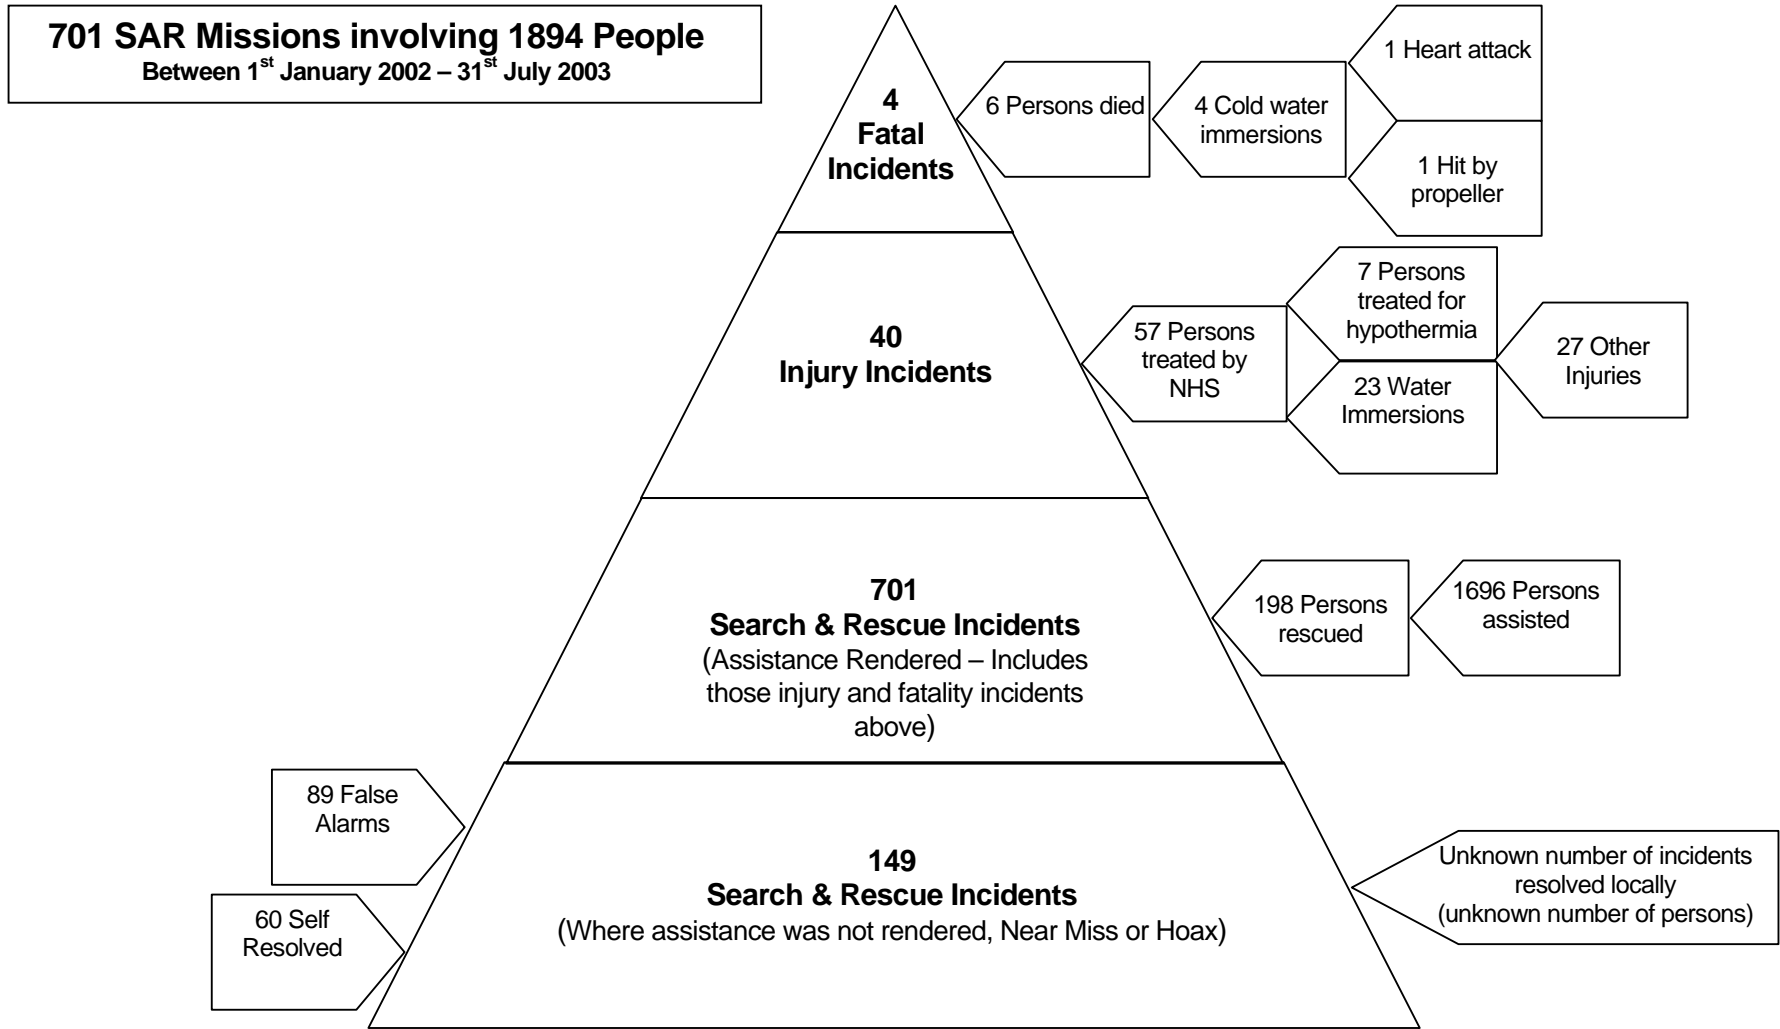 701 SAR Missions involving 1894 People
Between 1st January 2002 – 31st July 2003
4
Fatal
Incidents
6 Persons died
4 Cold water
immersions
1 Heart attack
1 Hit by
propeller
40
Injury Incidents
57 Persons
treated by
NHS
7 Persons
treated for
hypothermia
23 Water
Immersions
27 Other
Injuries
701
Search & Rescue Incidents
(Assistance Rendered – Includes
those injury and fatality incidents
above)
198 Persons
rescued
1696 Persons
assisted
89 False
Alarms
60 Self
Resolved
149
Search & Rescue Incidents
(Where assistance was not rendered, Near Miss or Hoax)
Unknown number of incidents
resolved locally
(unknown number of persons)